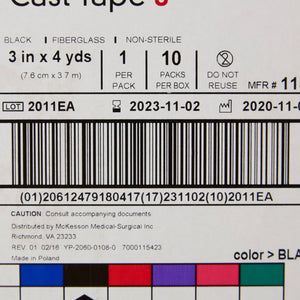 Cast Tape
BLACK | FIBERGLASS | NON-STERILE
3 in x 4 yds
(7.6 cm x 3.7 m)
1
PER
PACK
10
PACKS
PER BOX
DO NOT
REUSE
MFR # 11
LOT 2011EA
2023-11-02
2020-11-0
(01)20612479180417(17)231102(10)2011EA
CAUTION: Consult accompanying documents
Distributed by McKesson Medical-Surgical Inc
Richmond, VA 23233
REV. 01 02/16 YP-2060-0108-0 7000115423
Made in Poland
color > BLA